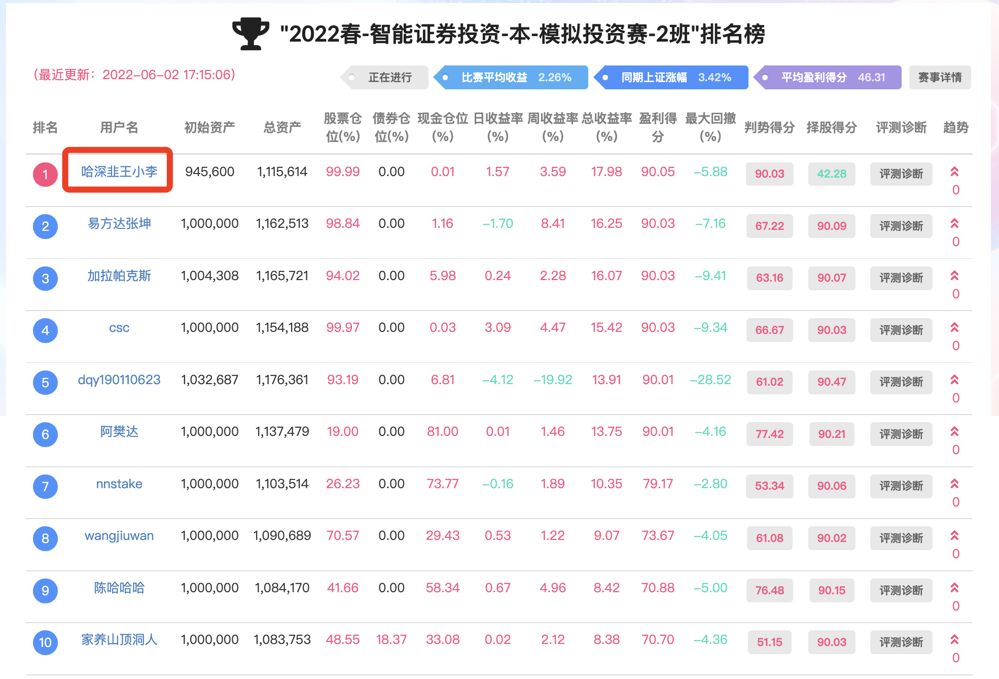 "2022春-智能证券投资-本-模拟投资赛-2班"排名榜
(最近更新：2022-06-02 17:15:06) 正在进行 比赛平均收益 2.26% 同期上证涨幅 3.42% 平均盈利得分 46.31 赛事详情
排名 用户名 初始资产 总资产 股票仓位(%) 债券仓位(%) 现金仓位(%) 日收益率(%) 周收益率(%) 总收益率(%) 盈利得分 最大回撤(%) 判势得分 择股得分 评测诊断 趋势
1 哈深韭王小李 945,600 1,115,614 99.99 0.00 0.01 1.57 3.59 17.98 90.05 -5.88 90.03 42.28 评测诊断 0
2 易方达张坤 1,000,000 1,162,513 98.84 0.00 1.16 -1.70 8.41 16.25 90.03 -7.16 67.22 90.09 评测诊断 0
3 加拉帕克斯 1,004,308 1,165,721 94.02 0.00 5.98 0.24 2.28 16.07 90.03 -9.41 63.16 90.07 评测诊断 0
4 csc 1,000,000 1,154,188 99.97 0.00 0.03 3.09 4.47 15.42 90.03 -9.34 66.67 90.03 评测诊断 0
5 dqy190110623 1,032,687 1,176,361 93.19 0.00 6.81 -4.12 -19.92 13.91 90.01 -28.52 61.02 90.47 评测诊断 0
6 阿樊达 1,000,000 1,137,479 19.00 0.00 81.00 0.01 1.46 13.75 90.01 -4.16 77.42 90.21 评测诊断 0
7 nnstake 1,000,000 1,103,514 26.23 0.00 73.77 -0.16 1.89 10.35 79.17 -2.80 53.34 90.06 评测诊断 0
8 wangjiuwan 1,000,000 1,090,689 70.57 0.00 29.43 0.53 1.22 9.07 73.67 -4.05 61.08 90.02 评测诊断 0
9 陈哈哈哈 1,000,000 1,084,170 41.66 0.00 58.34 0.67 4.96 8.42 70.88 -5.00 76.48 90.15 评测诊断 0
10 家养山顶洞人 1,000,000 1,083,753 48.55 18.37 33.08 0.02 2.12 8.38 70.70 -4.36 51.15 90.03 评测诊断 0